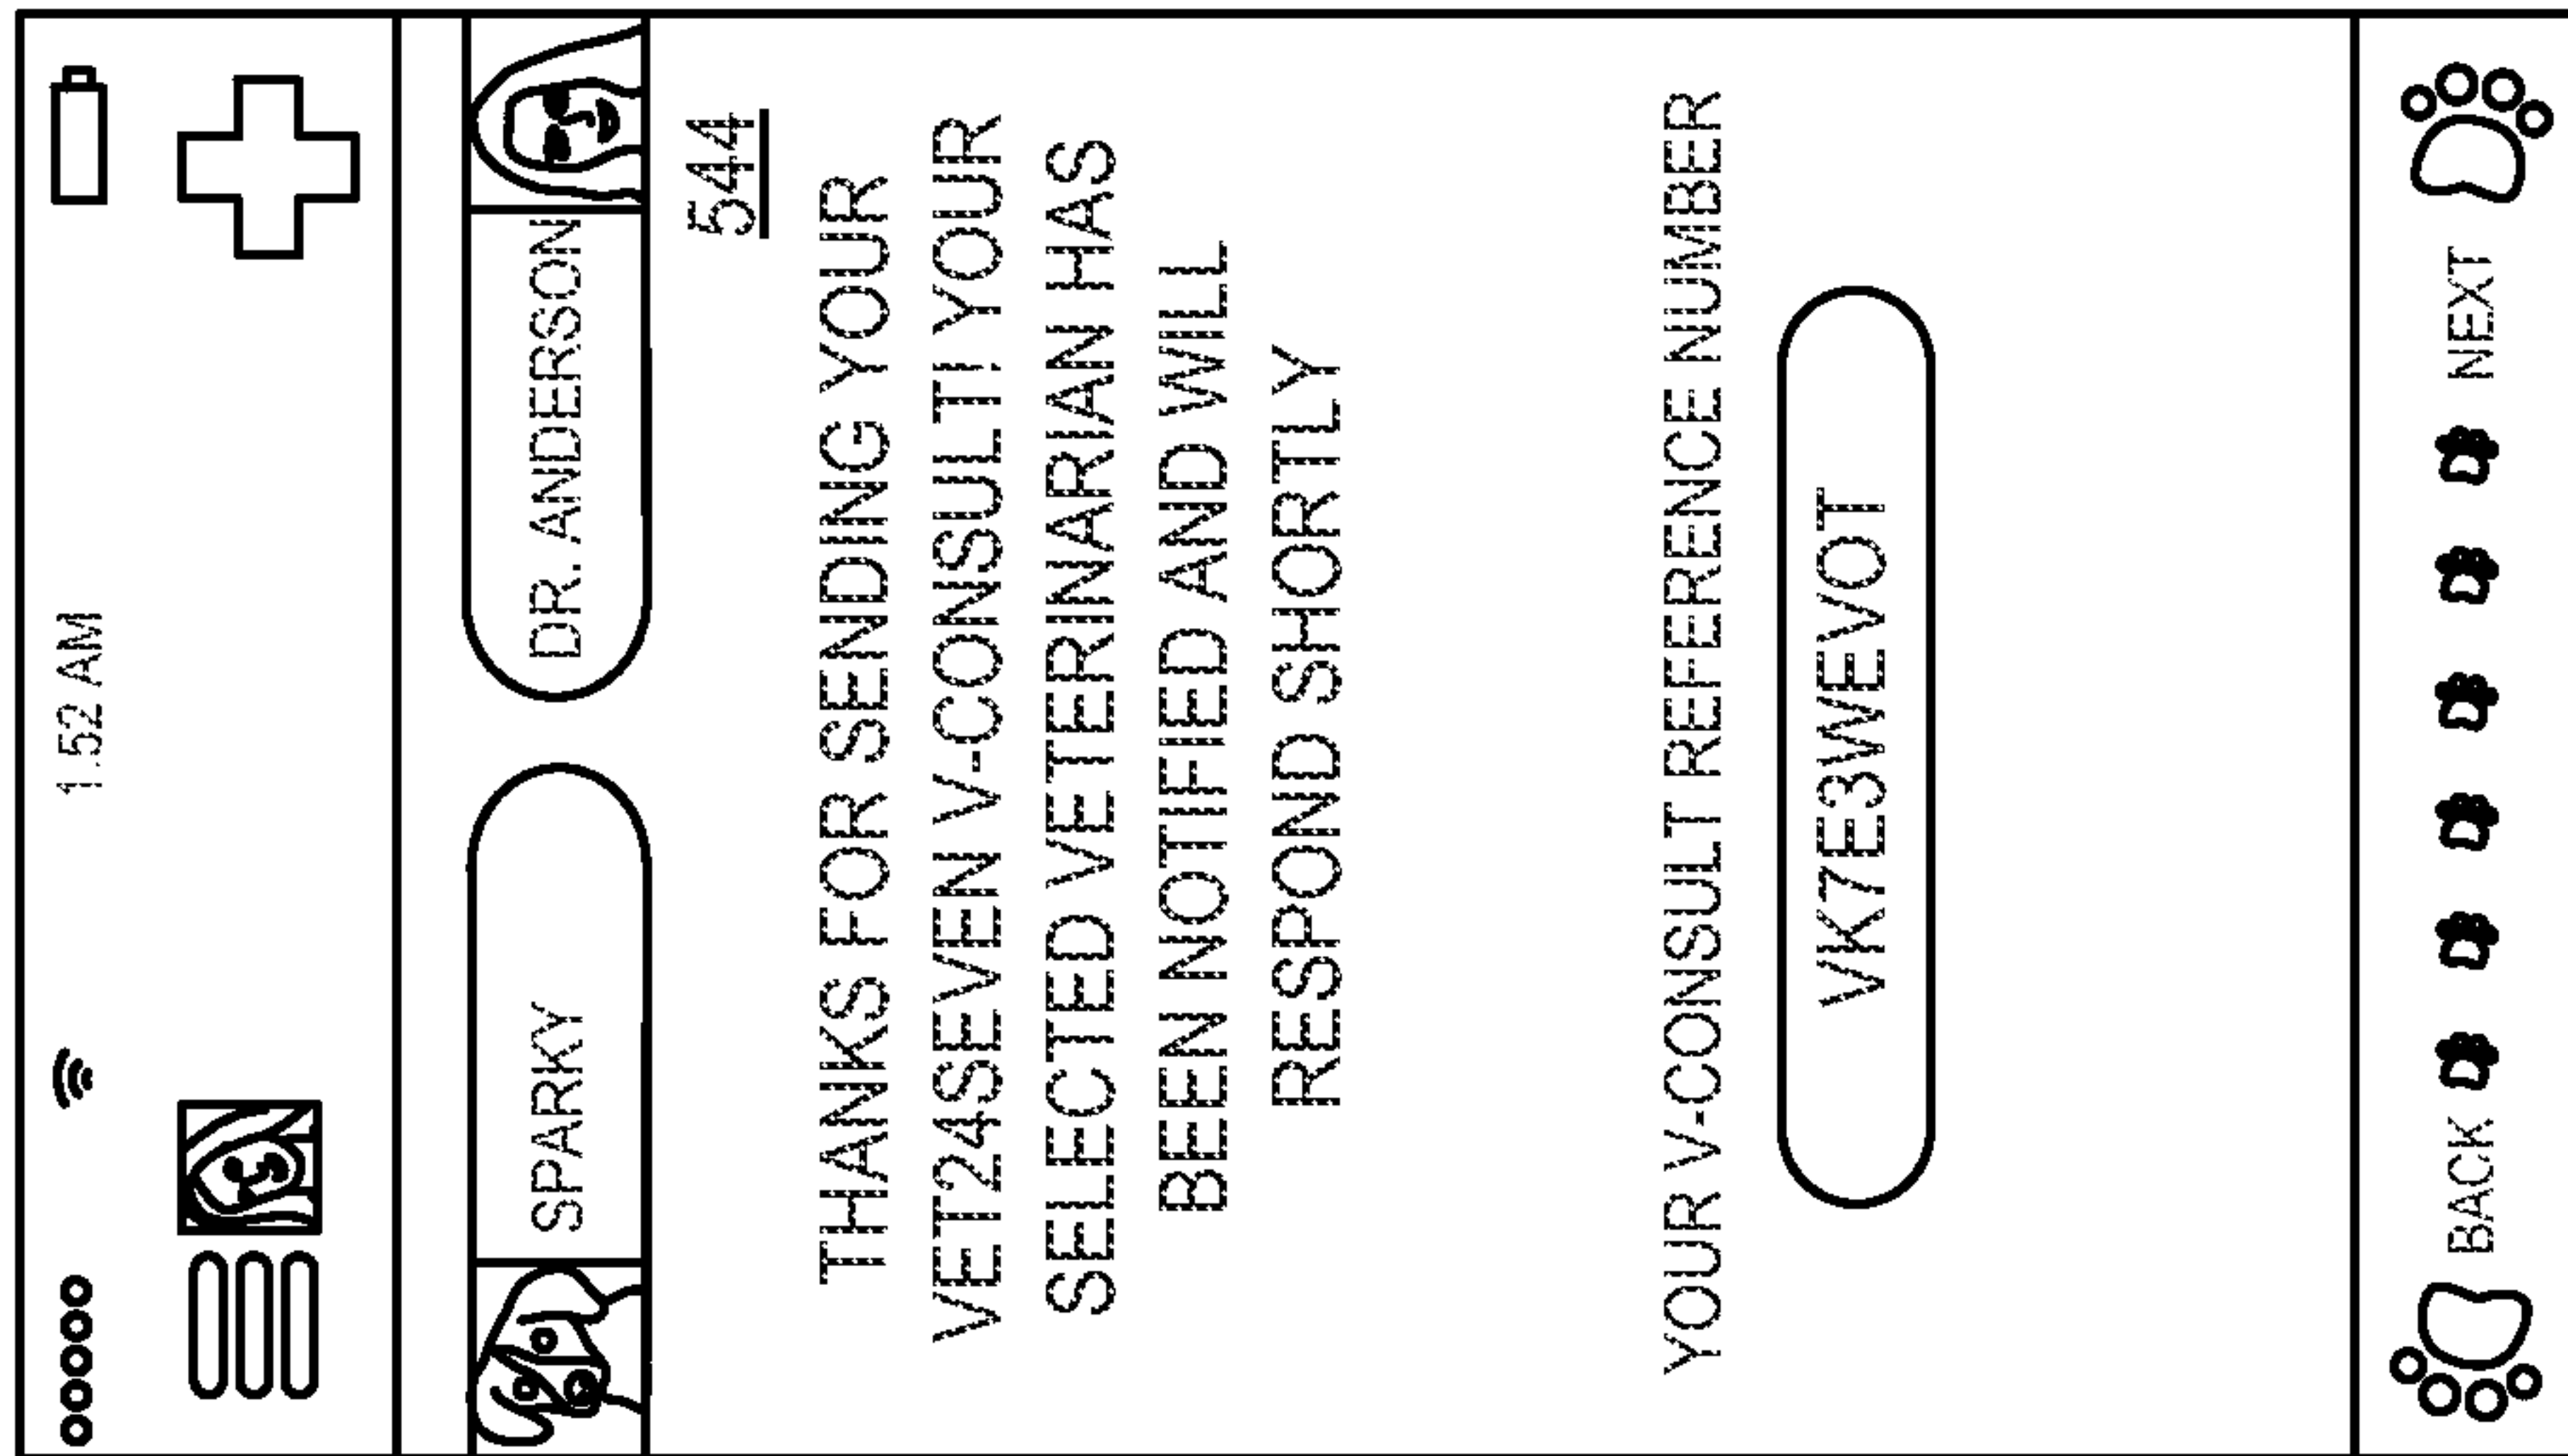 1.52 AM
SPARKY
DR. ANDERSON
544
THANKS FOR SENDING YOUR
VET24SEVEN V-CONSULT! YOUR
SELECTED VETERINARIAN HAS
BEEN NOTIFIED AND WILL
RESPOND SHORTLY
YOUR V-CONSULT REFERENCE NUMBER
VK7E3WEVOT
BACK
NEXT